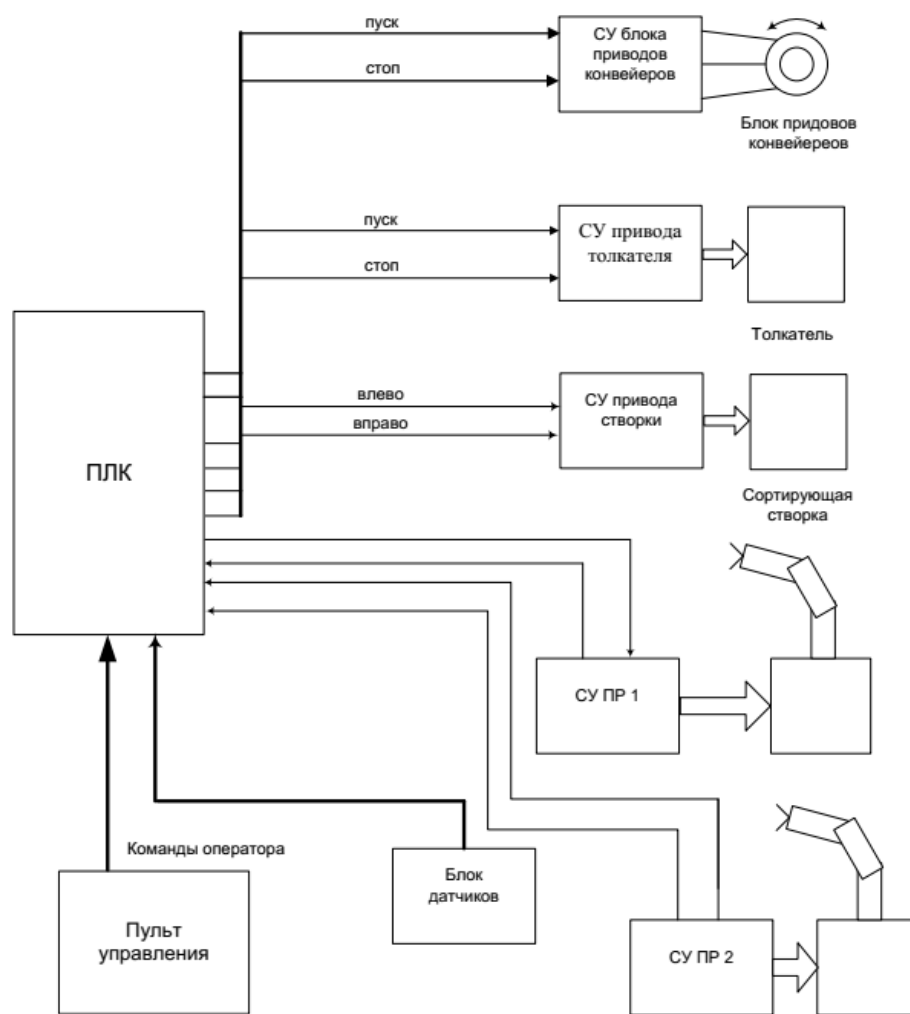 пуск
стоп
СУ блока
приводов
конвейеров
Блок придовов
конвейереов
пуск
стоп
СУ привода
толкателя
Толкатель
влево
вправо
СУ привода
створки
Сортирующая
створка
ПЛК
СУ ПР 1
Команды оператора
Пульт
управления
Блок
датчиков
СУ ПР 2